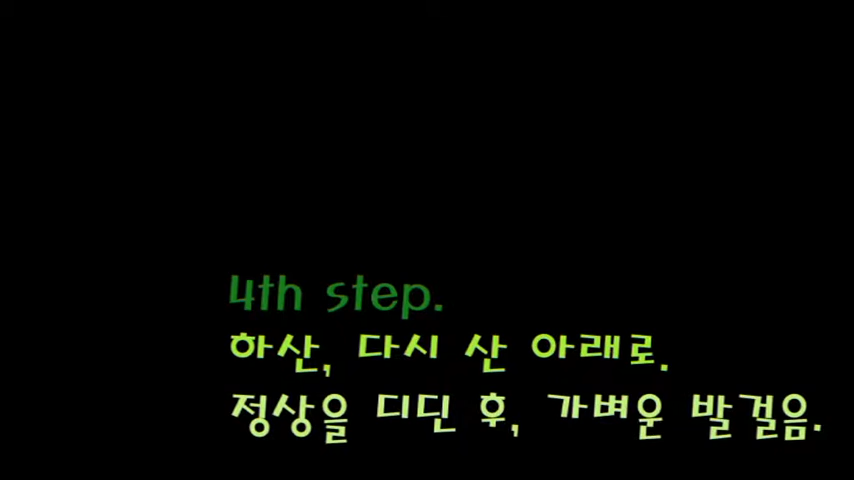 4th step.
하산, 다시 산 아래로.
정상을 디딘 후, 가벼운 발걸음.